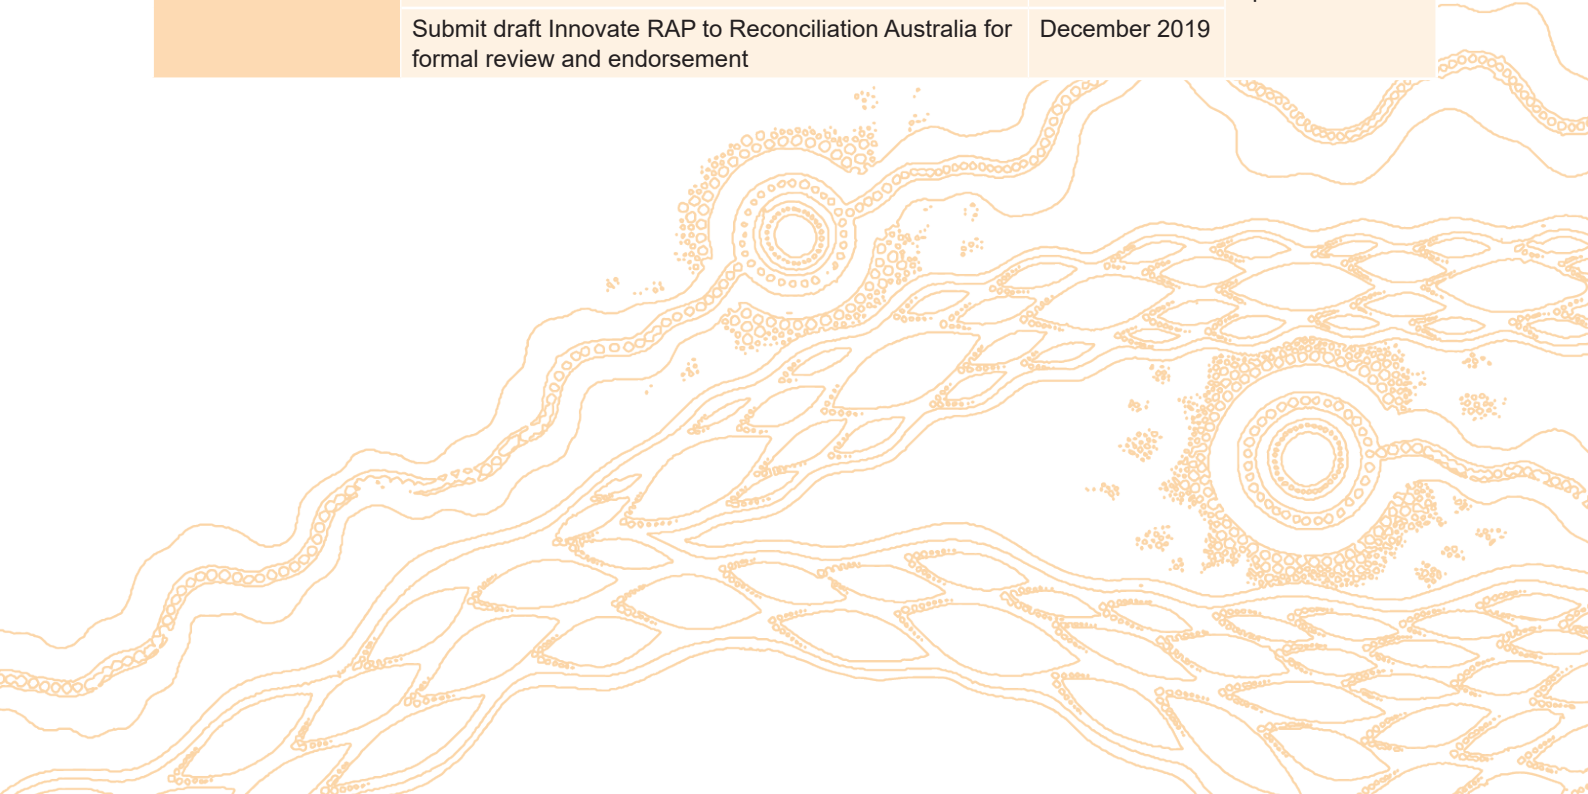 Submit draft Innovate RAP to Reconciliation Australia for
formal review and endorsement
December 2019